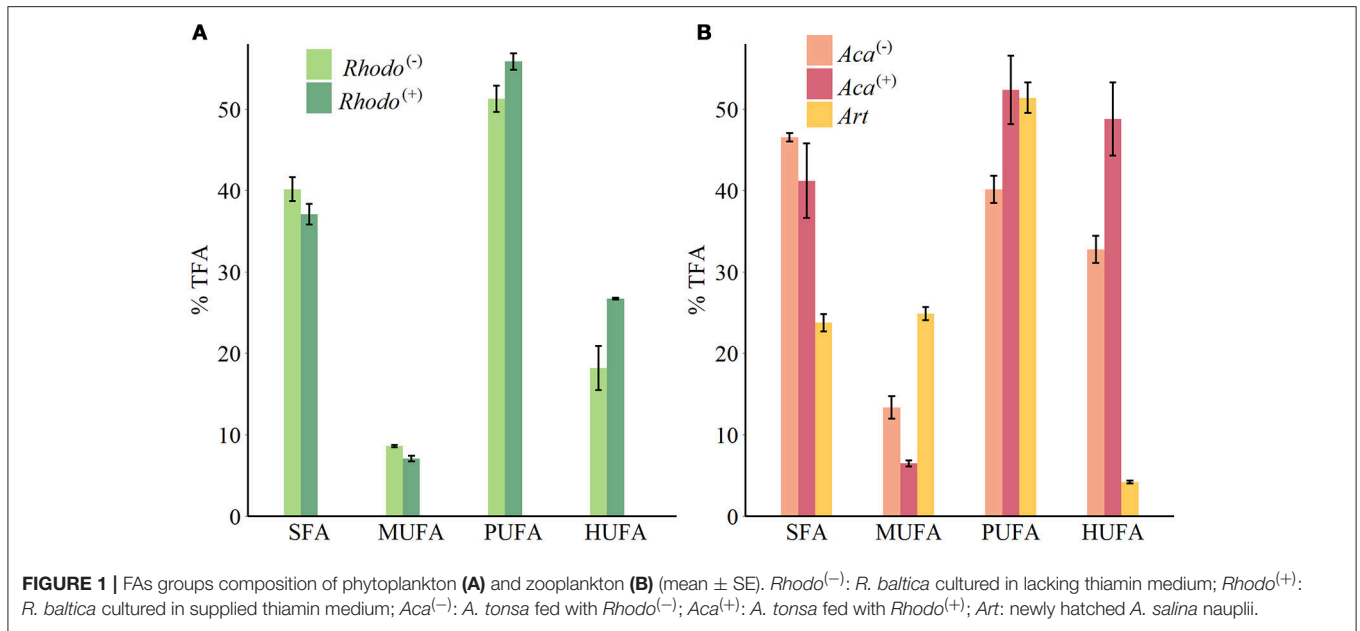 A
Rhodo(-)
Rhodo(+)
% TFA
50
40
30
20
10
0
SFA MUFA PUFA HUFA
B
Aca(-)
Aca(+)
Art
% TFA
50
40
30
20
10
0
SFA MUFA PUFA HUFA
FIGURE 1 | FAs groups composition of phytoplankton (A) and zooplankton (B) (mean ± SE). Rhodo(−): R. baltica cultured in lacking thiamin medium; Rhodo(+):
R. baltica cultured in supplied thiamin medium; Aca(−): A. tonsa fed with Rhodo(−); Aca(+): A. tonsa fed with Rhodo(+); Art: newly hatched A. salina nauplii.